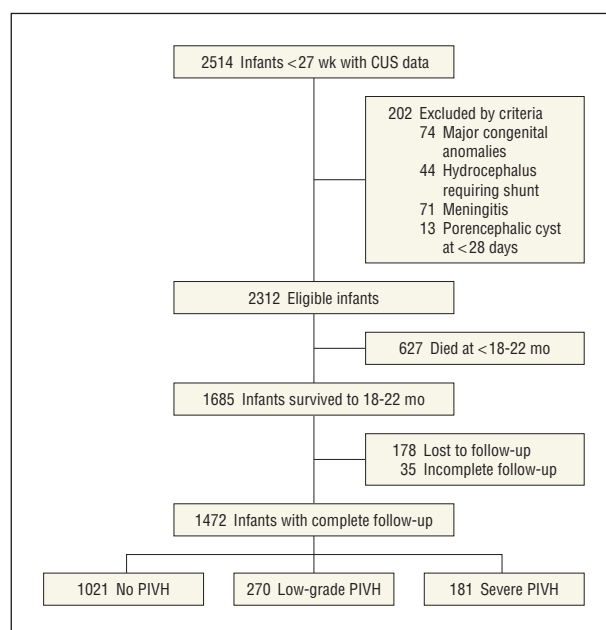 2514 Infants <27 wk with CUS data
202 Excluded by criteria
74 Major congenital
anomalies
44 Hydrocephalus
requiring shunt
71 Meningitis
13 Porencephalic cyst
at <28 days
2312 Eligible infants
627 Died at <18-22 mo
1685 Infants survived to 18-22 mo
178 Lost to follow-up
35 Incomplete follow-up
1472 Infants with complete follow-up
1021 No PIVH
270 Low-grade PIVH
181 Severe PIVH